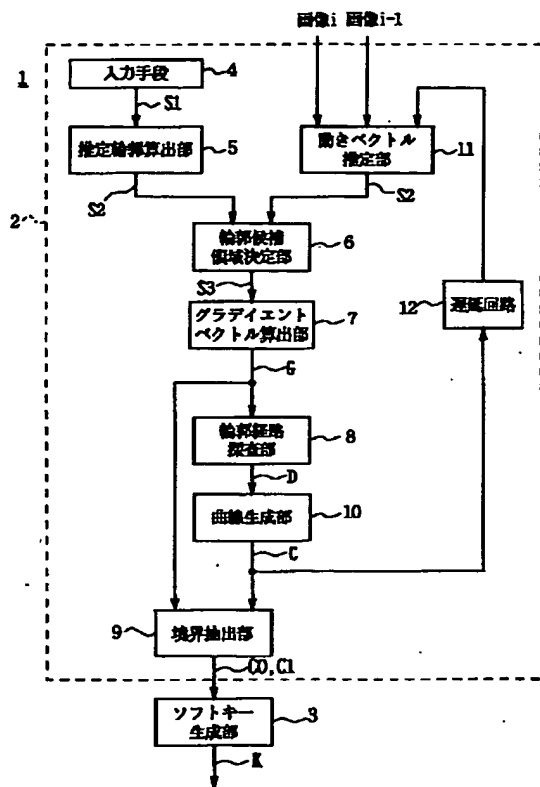 画像i 画像i-1
1
入力手段
4
S1
推定輪郭算出部
5
動きベクトル
推定部
11
S2
S2
2
輪郭候補
領域決定部
6
S3
12
遅延回路
グラデイエント
ベクトル算出部
7
G
輪郭経路
探査部
8
D
曲線生成部
10
C
9
境界抽出部
C0,C1
ソフトキー
生成部
3
K